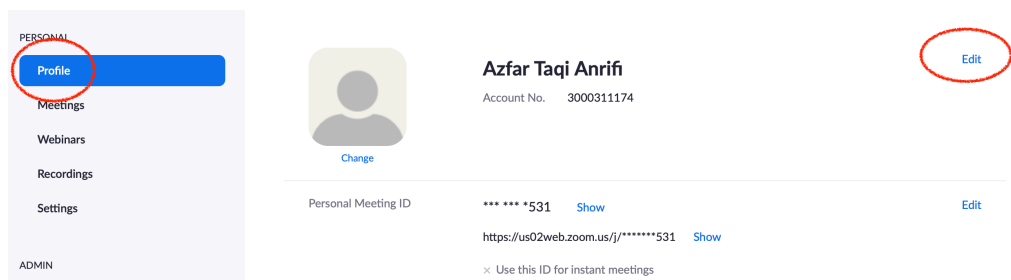 PERSONAL
Profile
Meetings
Webinars
Recordings
Settings
ADMIN
Change
Azfar Taqi Anrifi
Edit
Account No. 3000311174
Personal Meeting ID
*** *** *531 Show
Edit
https://us02web.zoom.us/j/*******531 Show
× Use this ID for instant meetings